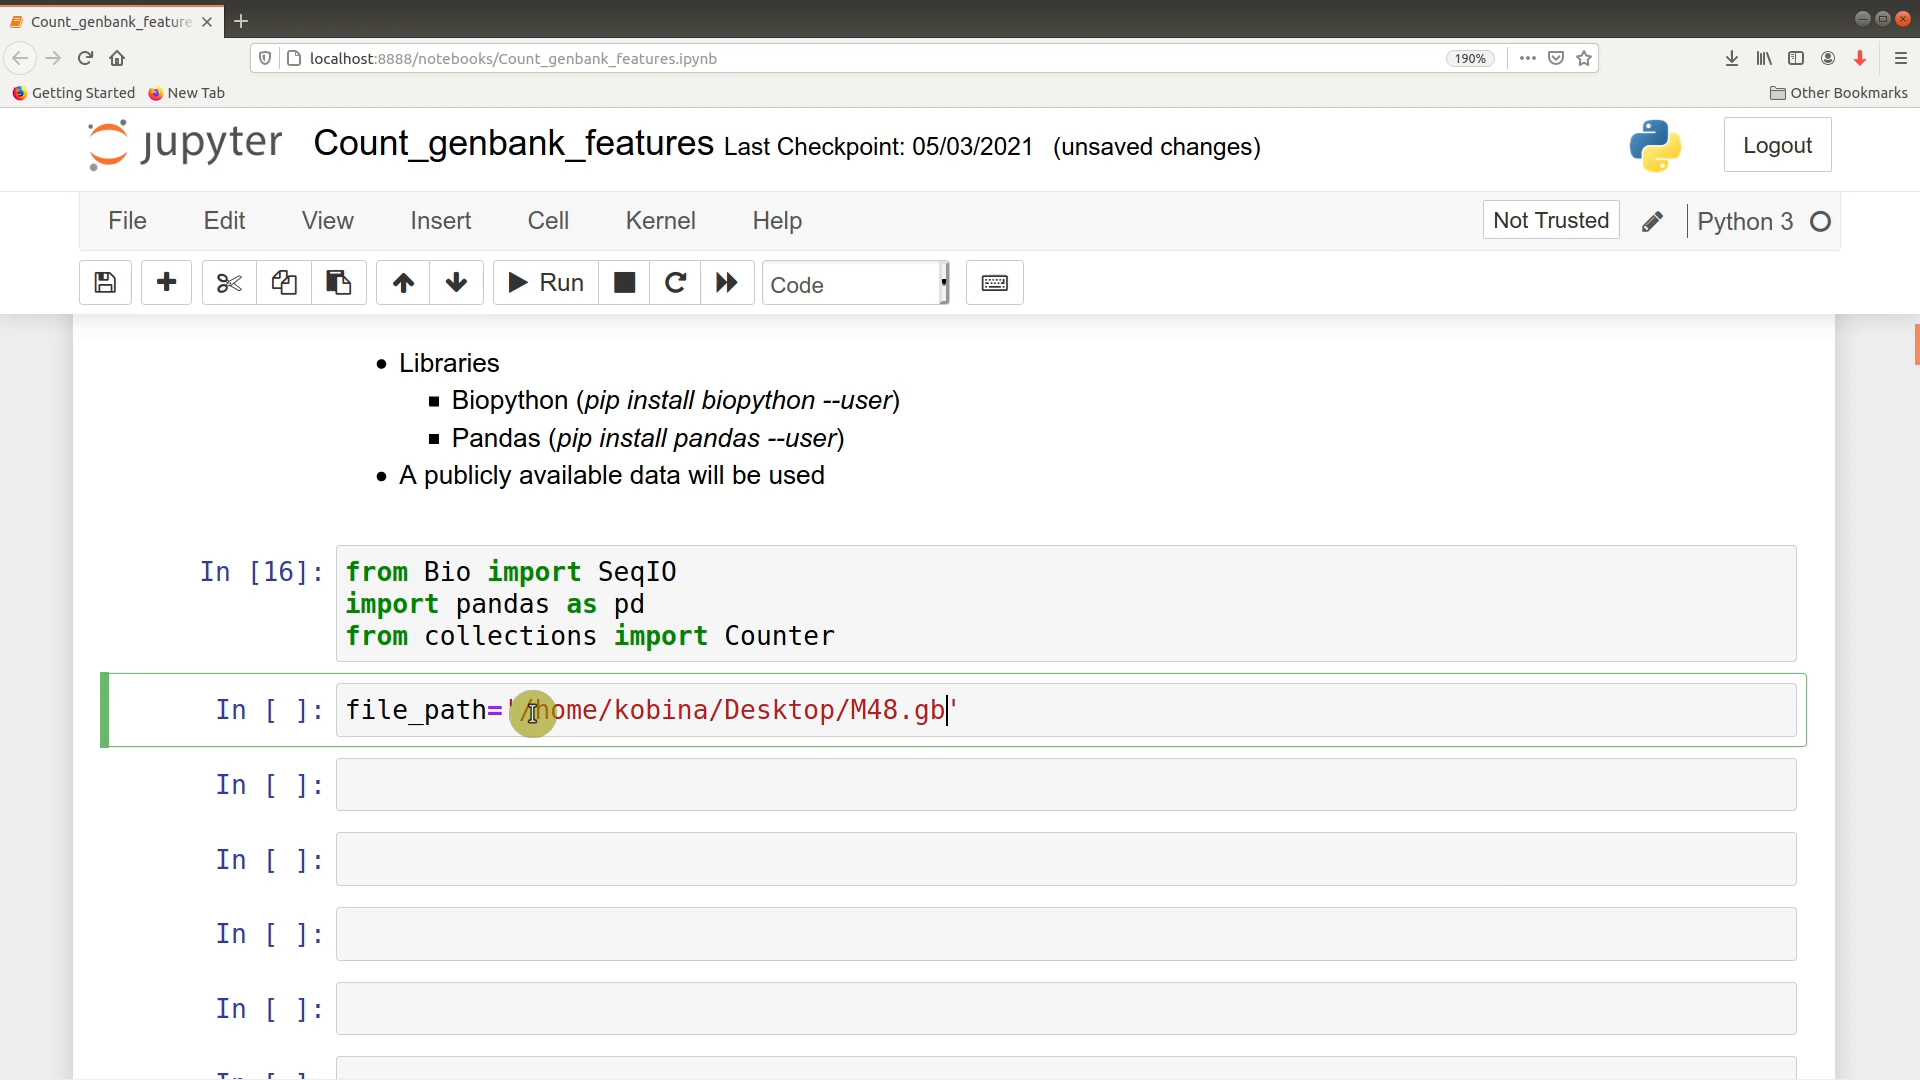 Count_genbank_feature
localhost:8888/notebooks/Count_genbank_features.ipynb
190%
Getting Started
New Tab
Other Bookmarks
jupyter Count_genbank_features Last Checkpoint: 05/03/2021 (unsaved changes)
Logout
File Edit View Insert Cell Kernel Help
Not Trusted
Python 3
Run
Code
• Libraries
▪ Biopython (pip install biopython --user)
▪ Pandas (pip install pandas --user)
• A publicly available data will be used
In [16]: from Bio import SeqIO
import pandas as pd
from collections import Counter
In [ ]: file_path='/home/kobina/Desktop/M48.gb'
In [ ]:
In [ ]:
In [ ]:
In [ ]:
In [ ]: